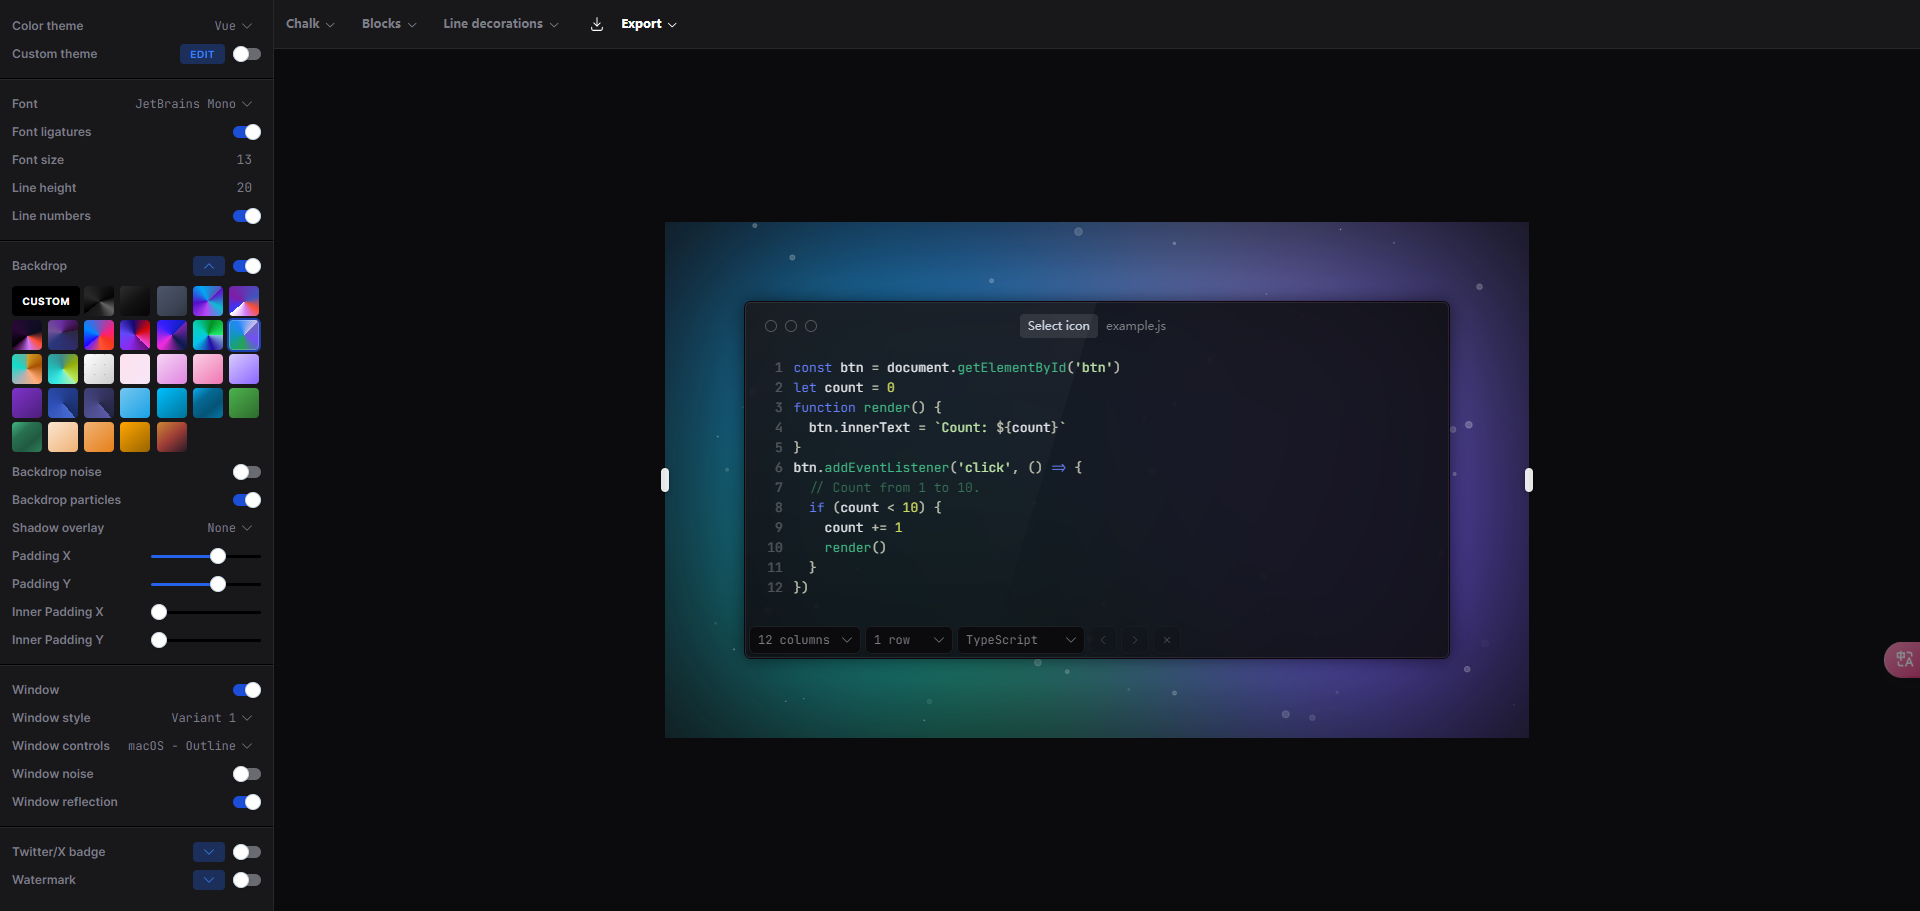 Color theme Vue
Custom theme EDIT
Font JetBrains Mono
Font ligatures
Font size 13
Line height 20
Line numbers
Backdrop
CUSTOM
Backdrop noise
Backdrop particles
Shadow overlay None
Padding X
Padding Y
Inner Padding X
Inner Padding Y
Window
Window style Variant 1
Window controls macOS - Outline
Window noise
Window reflection
Twitter/X badge
Watermark
Chalk Blocks Line decorations Export
Select icon example.js
1 const btn = document.getElementById('btn')
2 let count = 0
3 function render() {
4   btn.innerText = `Count: ${count}`
5 }
6 btn.addEventListener('click', () => {
7   // Count from 1 to 10.
8   if (count < 10) {
9     count += 1
10     render()
11   }
12 })
12 columns 1 row TypeScript
中A